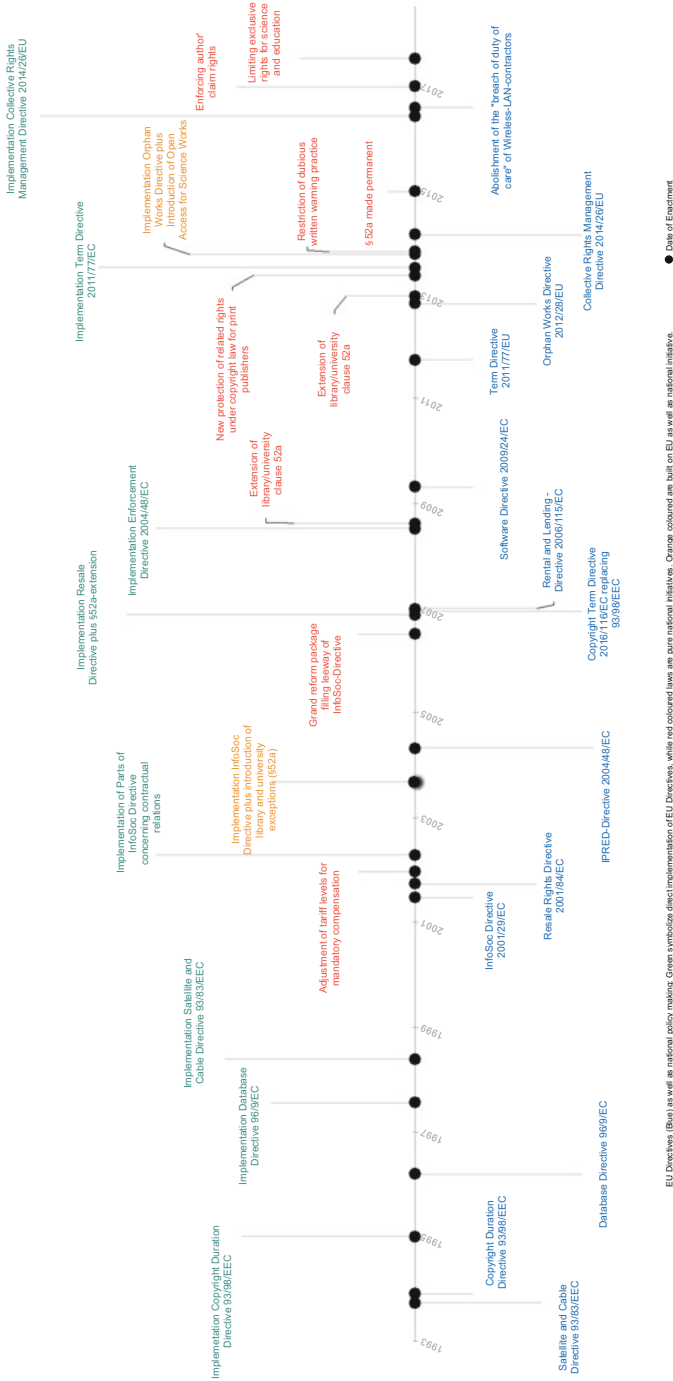 Implemetation Copyright Duration
Directive 93/98/EEC
Implementation Database
Directive 96/9/EC
Implementation Satellite and
Cable Directive 93/83/EEC
Implementation of Parts of
InfoSoc Directive
concerning contractual
relations
Adjustment of tariff levels for
mandatory compensation
Implementation InfoSoc
Directive plus introduction of
library and university
exceptions (§52a)
Grand reform package
filling leeway of
InfoSoc-Directive
Implementation Resale
Directive plus §52a-extension
Implementation Enforcement
Directive 2004/48/EC
Extension of
library/university
clause 52a
New protection of related rights
under copyright law for print
publishers
Extension of
library/university
clause 52a
Implementation Term Directive
2011/77/EC
Implementation Orphan
Works Directive plus
Introduction of Open
Access for Science Works
Restriction of dubious
written warning practice
§ 52a made permanent
Implementation Collective Rights
Management Directive 2014/26/EU
Enforcing author'
claim rights
Limiting exclusive
rights for science
and education
1993
1995
1997
1999
2001
2003
2005
2007
2009
2011
2013
2015
2017
Satellite and Cable
Directive 93/83/EEC
Copyright Duration
Directive 93/98/EEC
Database Directive 96/9/EC
InfoSoc Directive
2001/29/EC
Resale Rights Directive
2001/84/EC
IPRED-Directive 2004/48/EC
Copyright Term Directive
2016/116/EC replacing
93/98/EEC
Rental and Lending -
Directive 2006/115/EC
Software Directive 2009/24/EC
Term Directive
2011/77/EU
Orphan Works Directive
2012/28/EU
Collective Rights Management
Directive 2014/26/EU
Abolishment of the "breach of duty of
care" of Wireless-LAN-contractors
EU Directives (Blue) as well as national policy making: Green symbolize direct implementation of EU Directives, while red coloured laws are pure national initiatives. Orange coloured are built on EU as well as national initiative.
Date of Enactment